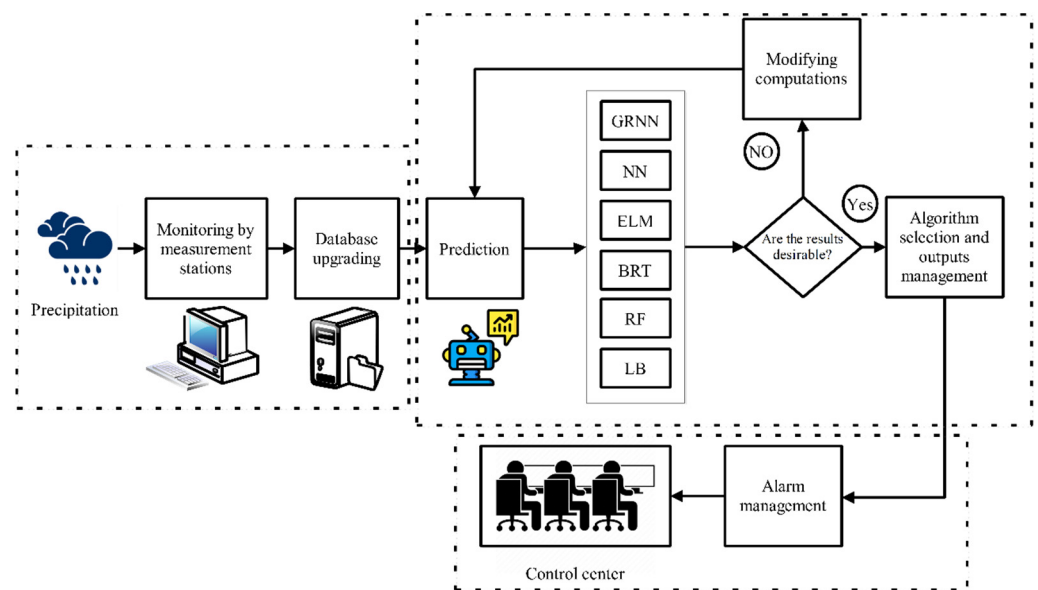 Precipitation
Monitoring by
measurement
stations
Database
upgrading
Prediction
GRNN
NN
ELM
BRT
RF
LB
Modifying
computations
NO
Are the results
desirable?
Yes
Algorithm
selection and
outputs
management
Alarm
management
Control center